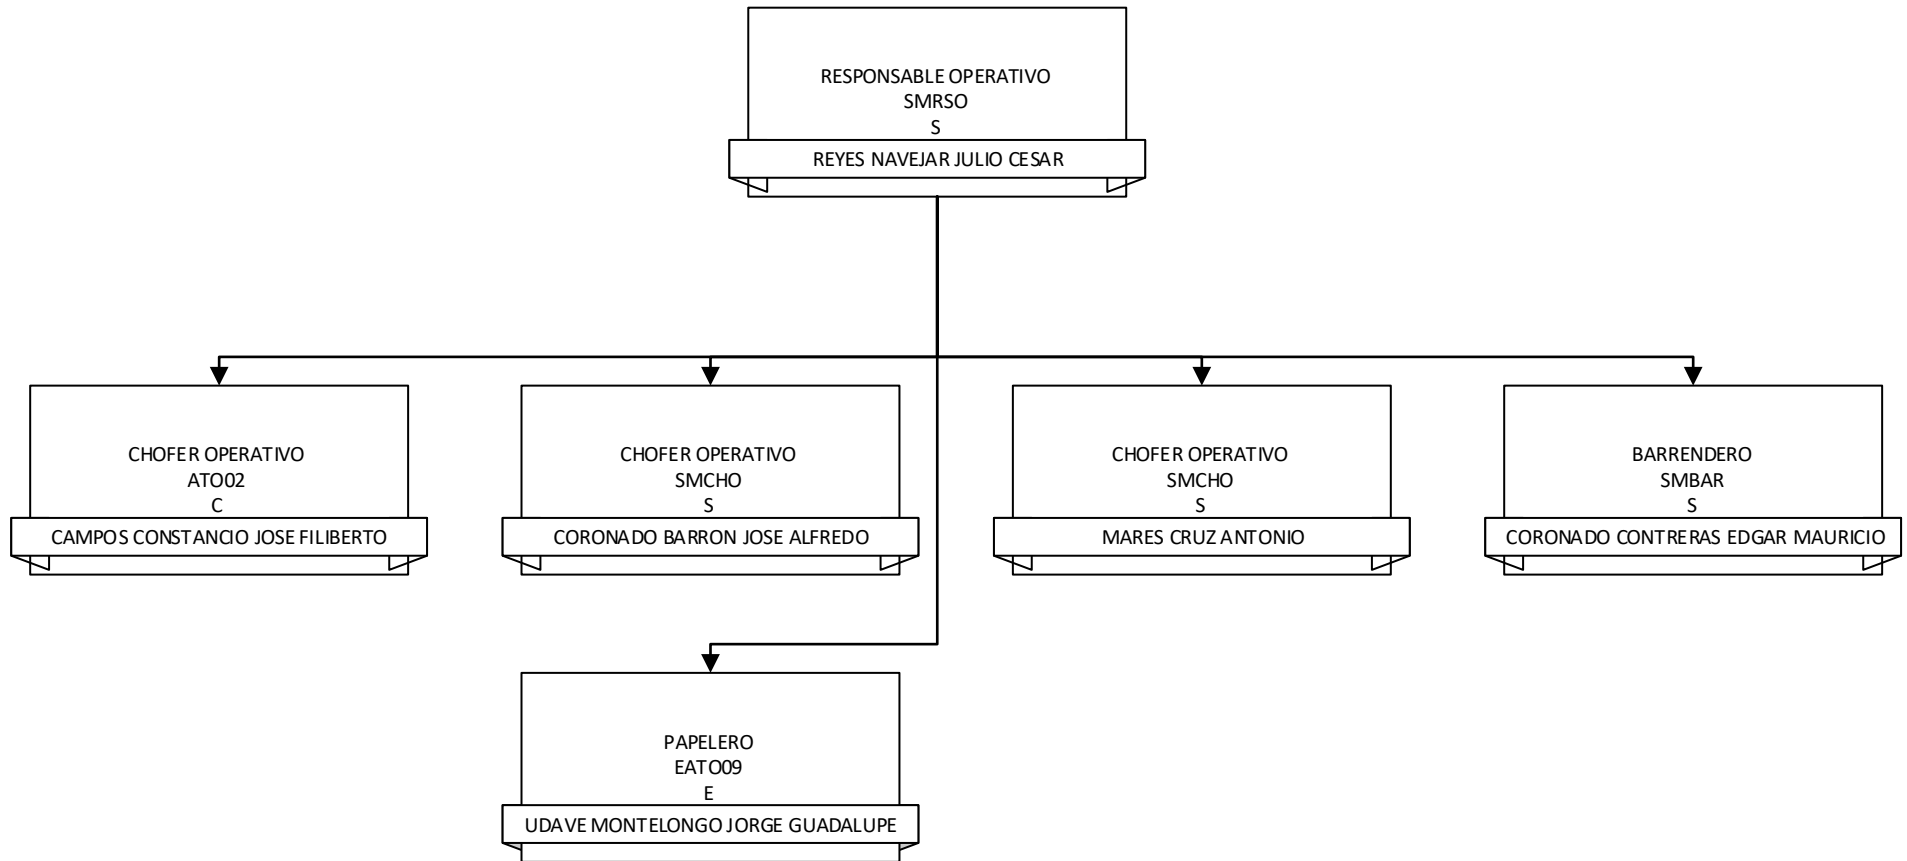 RESPONSABLE OPERATIVO
SMRSO
S
REYES NAVEJAR JULIO CESAR
CHOFER OPERATIVO
ATO02
C
CAMPOS CONSTANCIO JOSE FILIBERTO
CHOFER OPERATIVO
SMCHO
S
CORONADO BARRON JOSE ALFREDO
CHOFER OPERATIVO
SMCHO
S
MARES CRUZ ANTONIO
BARRENDERO
SMBAR
S
CORONADO CONTRERAS EDGAR MAURICIO
PAPELERO
EATO09
E
UDAVE MONTELONGO JORGE GUADALUPE